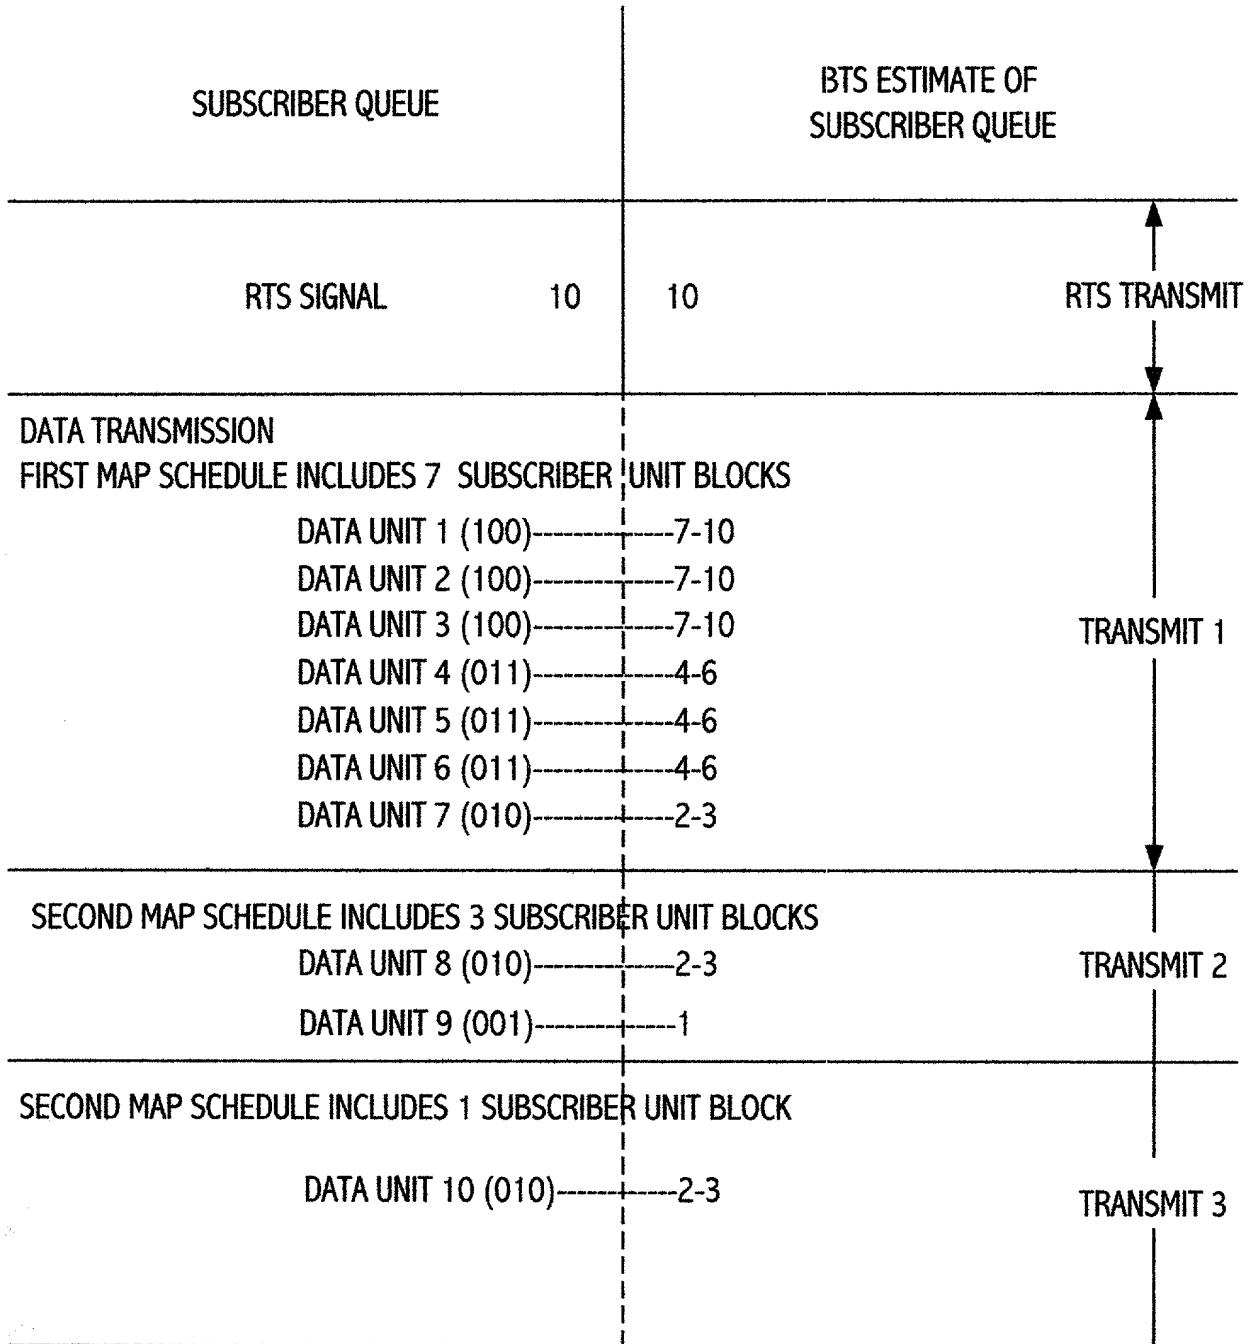 SUBSCRIBER QUEUE
BTS ESTIMATE OF
SUBSCRIBER QUEUE
RTS SIGNAL 10 10 RTS TRANSMIT
DATA TRANSMISSION
FIRST MAP SCHEDULE INCLUDES 7 SUBSCRIBER UNIT BLOCKS
DATA UNIT 1 (100)--------------7-10
DATA UNIT 2 (100)--------------7-10
DATA UNIT 3 (100)--------------7-10
TRANSMIT 1
DATA UNIT 4 (011)--------------4-6
DATA UNIT 5 (011)--------------4-6
DATA UNIT 6 (011)--------------4-6
DATA UNIT 7 (010)--------------2-3
SECOND MAP SCHEDULE INCLUDES 3 SUBSCRIBER UNIT BLOCKS
DATA UNIT 8 (010)--------------2-3
TRANSMIT 2
DATA UNIT 9 (001)--------------1
SECOND MAP SCHEDULE INCLUDES 1 SUBSCRIBER UNIT BLOCK
DATA UNIT 10 (010)------------2-3
TRANSMIT 3